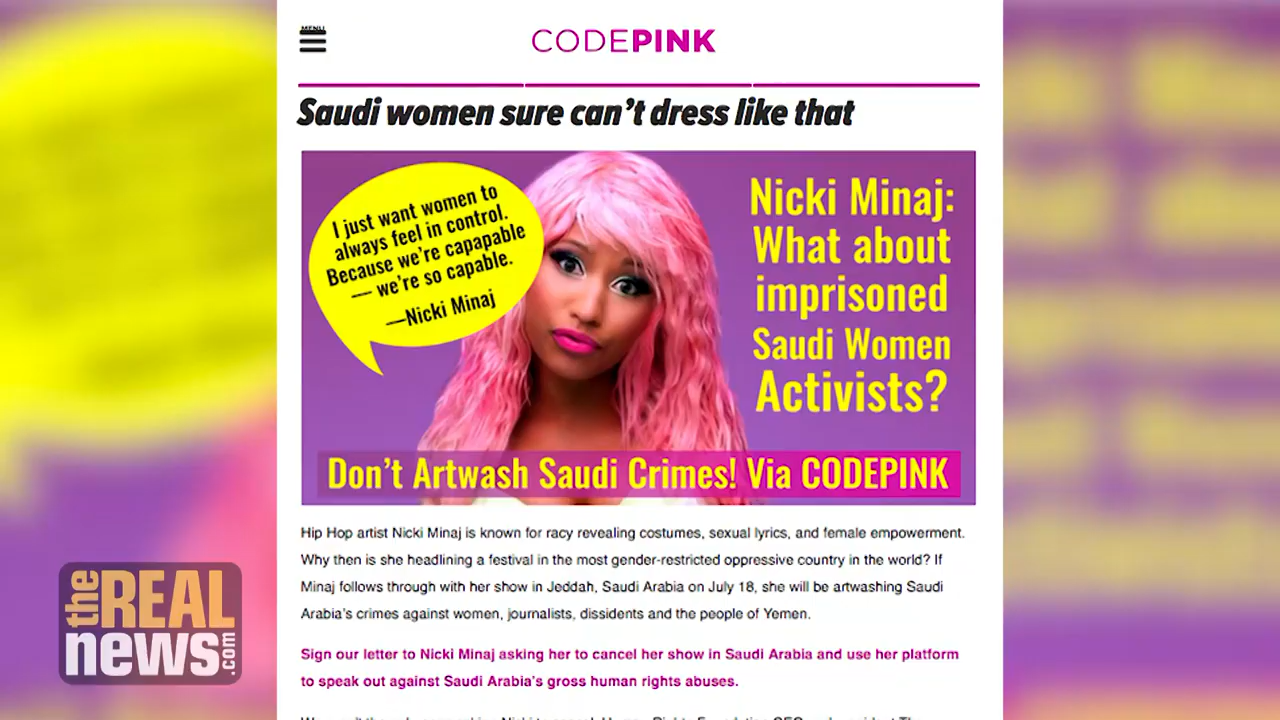 MENU
CODEPINK
Saudi women sure can't dress like that
I just want women to
always feel in control.
Because we're capapable
— we're so capable.
—Nicki Minaj
Nicki Minaj:
What about
imprisoned
Saudi Women
Activists?
Don't Artwash Saudi Crimes! Via CODEPINK
Hip Hop artist Nicki Minaj is known for racy revealing costumes, sexual lyrics, and female empowerment.
Why then is she headlining a festival in the most gender-restricted oppressive country in the world? If
Minaj follows through with her show in Jeddah, Saudi Arabia on July 18, she will be artwashing Saudi
Arabia's crimes against women, journalists, dissidents and the people of Yemen.
Sign our letter to Nicki Minaj asking her to cancel her show in Saudi Arabia and use her platform
to speak out against Saudi Arabia's gross human rights abuses.
the
REAL
news.com